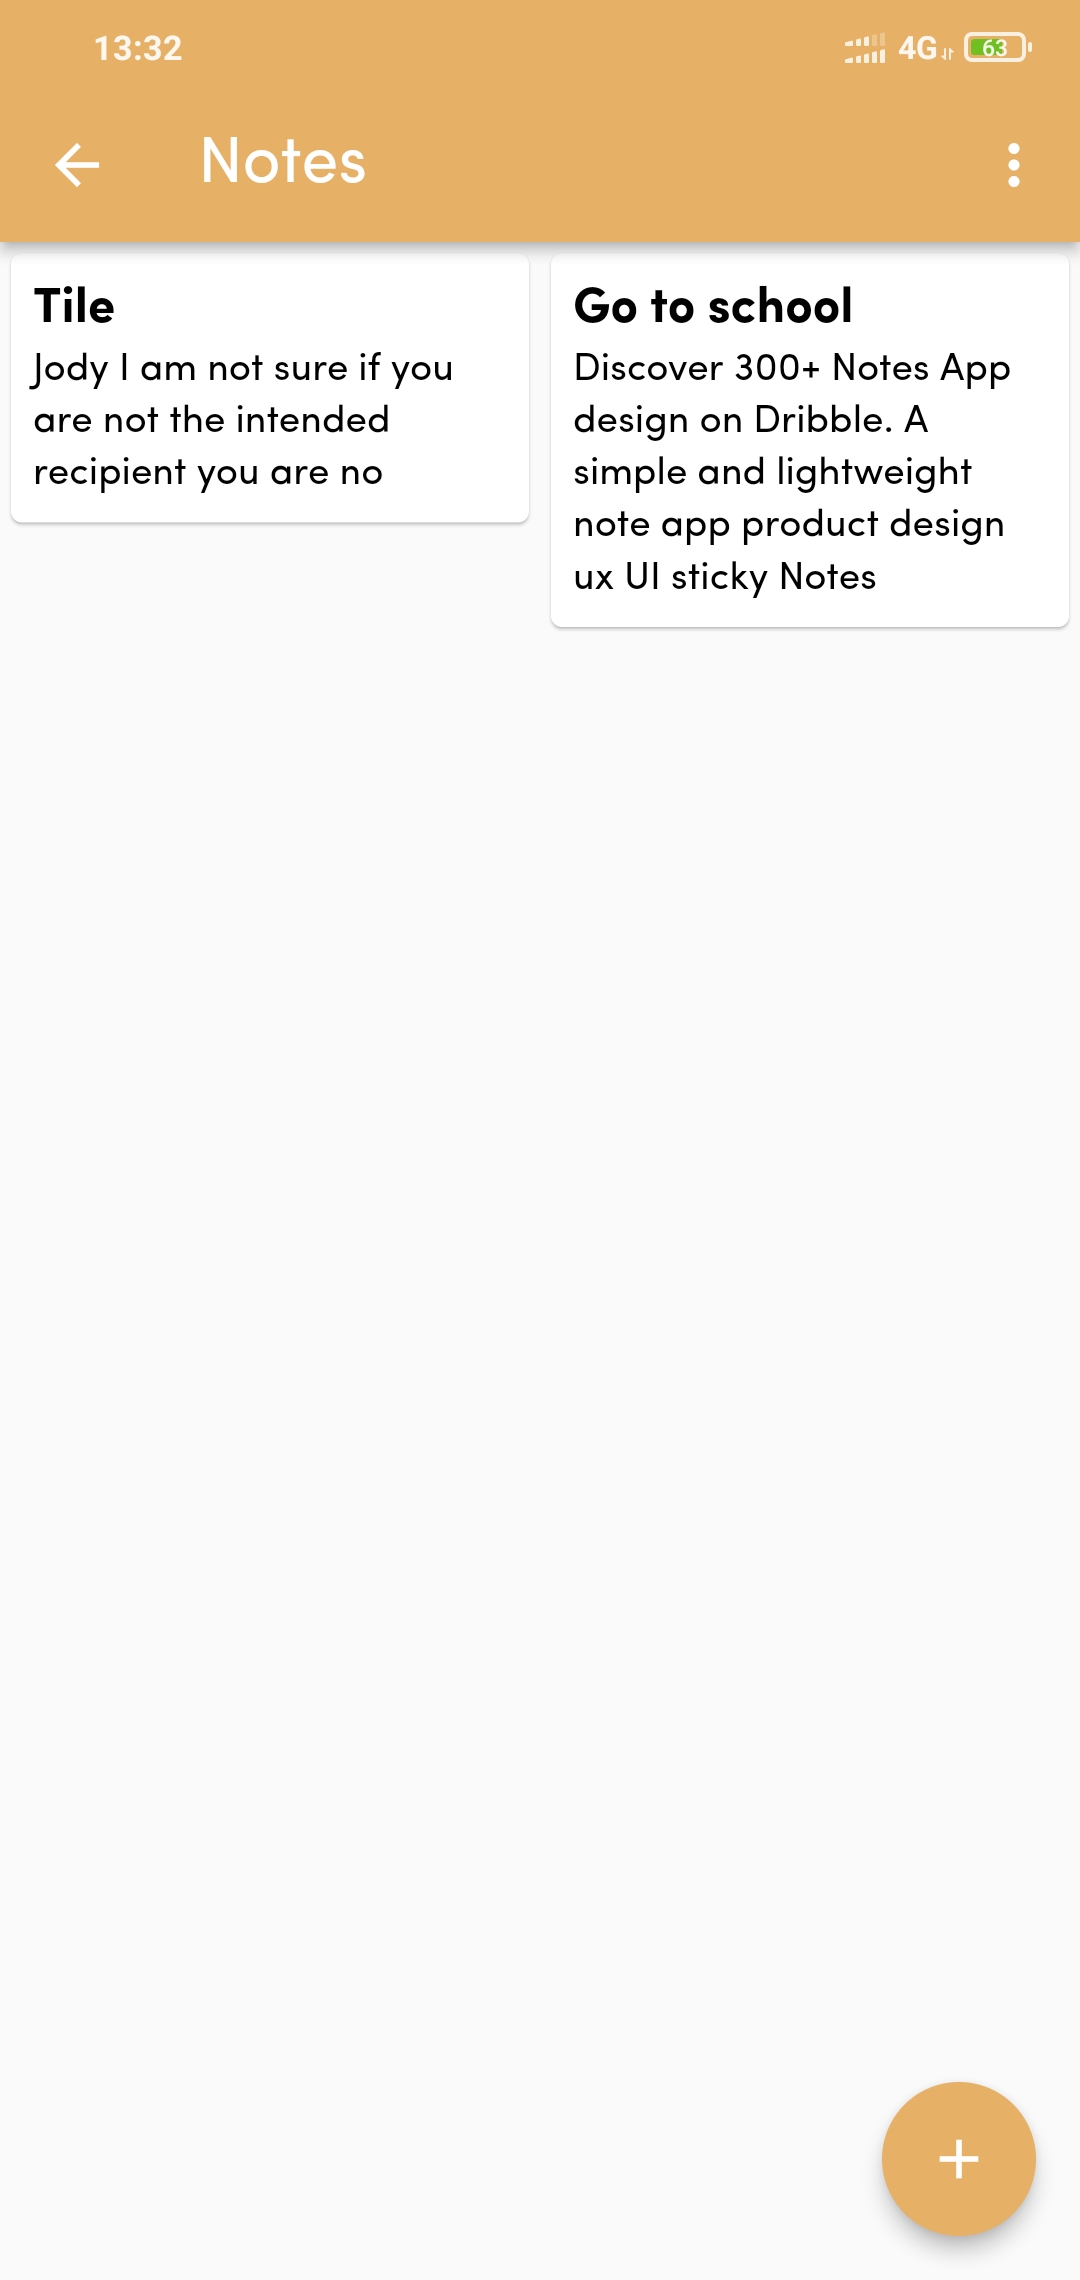 13:32
4G
63
Notes
Tile
Jody I am not sure if you
are not the intended
recipient you are no
Go to school
Discover 300+ Notes App
design on Dribble. A
simple and lightweight
note app product design
ux UI sticky Notes